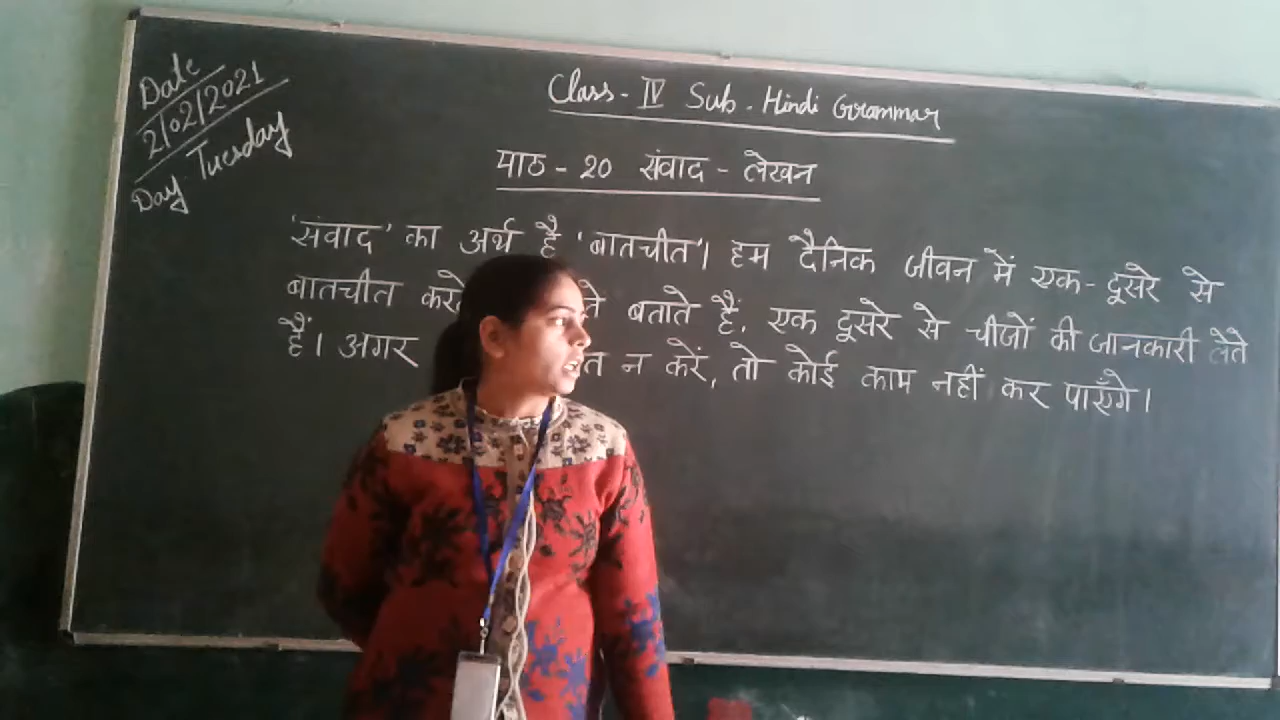 Date
2/02/2021
Day Tuesday
Class - IV Sub - Hindi Grammar
पाठ - 20 संवाद - लेखन
'संवाद' का अर्थ है 'बातचीत'। हम दैनिक जीवन में एक - दूसरे से
बातचीत बताते हैं, एक दूसरे से चीजों की जानकारी लेते
हैं। अगर न करें, तो कोई काम नहीं कर पाएँगे।